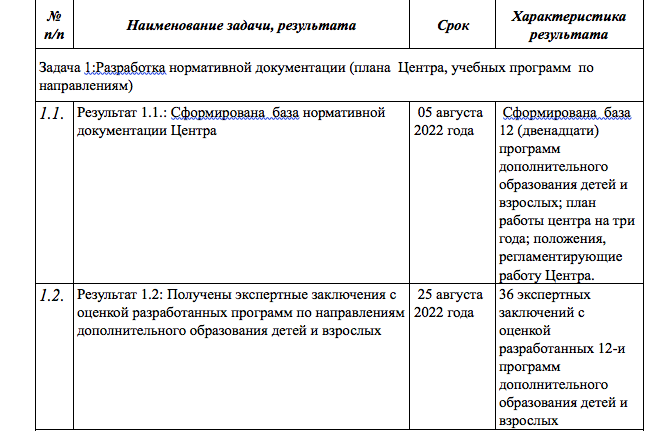 №
п/п
Наименование задачи, результата
Срок
Характеристика
результата
Задача 1:Разработка нормативной документации (плана Центра, учебных программ по
направлениям)
1.1.
Результат 1.1.: Сформирована база нормативной
документации Центра
05 августа
2022 года
Сформирована база
12 (двенадцати)
программ
дополнительного
образования детей и
взрослых; план
работы центра на три
года; положения,
регламентирующие
работу Центра.
1.2.
Результат 1.2: Получены экспертные заключения с
оценкой разработанных программ по направлениям
дополнительного образования детей и взрослых
25 августа
2022 года
36 экспертных
заключений с
оценкой
разработанных 12-и
программ
дополнительного
образования детей и
взрослых